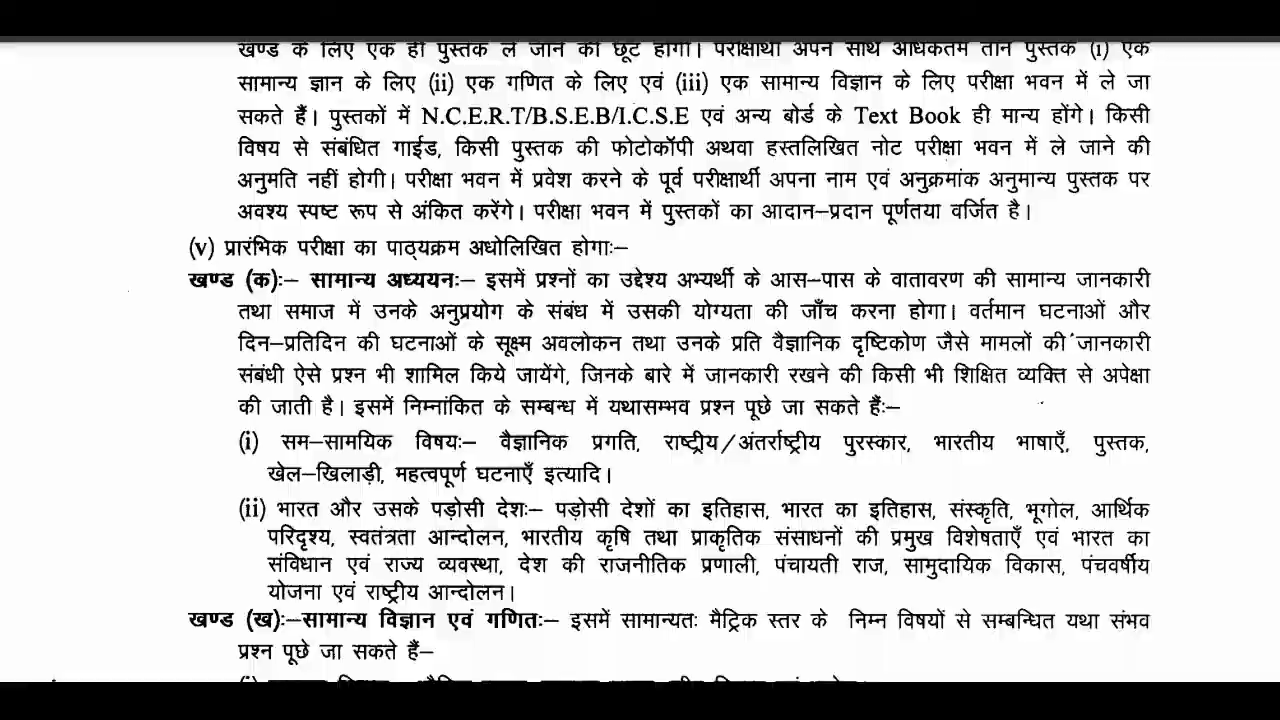 खण्ड के लिए एक ही पुस्तक ले जाने की छूट होगी। परीक्षार्थी अपने साथ अधिकतम तीन पुस्तक (i) एक
सामान्य ज्ञान के लिए (ii) एक गणित के लिए एवं (iii) एक सामान्य विज्ञान के लिए परीक्षा भवन में ले जा
सकते हैं। पुस्तकों में N.C.E.R.T/B.S.E.B/I.C.S.E एवं अन्य बोर्ड के Text Book ही मान्य होंगे। किसी
विषय से संबंधित गाईड, किसी पुस्तक की फोटोकॉपी अथवा हस्तलिखित नोट परीक्षा भवन में ले जाने की
अनुमति नहीं होगी। परीक्षा भवन में प्रवेश करने के पूर्व परीक्षार्थी अपना नाम एवं अनुक्रमांक अनुमान्य पुस्तक पर
अवश्य स्पष्ट रूप से अंकित करेंगे। परीक्षा भवन में पुस्तकों का आदान–प्रदान पूर्णतया वर्जित है।
(v) प्रारंभिक परीक्षा का पाठ्यक्रम अधोलिखित होगाः–
खण्ड (क)ः– सामान्य अध्ययनः– इसमें प्रश्नों का उद्देश्य अभ्यर्थी के आस–पास के वातावरण की सामान्य जानकारी
तथा समाज में उनके अनुप्रयोग के संबंध में उसकी योग्यता की जाँच करना होगा। वर्तमान घटनाओं और
दिन–प्रतिदिन की घटनाओं के सूक्ष्म अवलोकन तथा उनके प्रति वैज्ञानिक दृष्टिकोण जैसे मामलों की जानकारी
संबंधी ऐसे प्रश्न भी शामिल किये जायेंगे, जिनके बारे में जानकारी रखने की किसी भी शिक्षित व्यक्ति से अपेक्षा
की जाती है। इसमें निम्नांकित के सम्बन्ध में यथासम्भव प्रश्न पूछे जा सकते हैंः–
(i) सम–सामयिक विषयः– वैज्ञानिक प्रगति, राष्ट्रीय/अंतर्राष्ट्रीय पुरस्कार, भारतीय भाषाएँ, पुस्तक,
खेल–खिलाड़ी, महत्वपूर्ण घटनाएँ इत्यादि।
(ii) भारत और उसके पड़ोसी देशः– पड़ोसी देशों का इतिहास, भारत का इतिहास, संस्कृति, भूगोल, आर्थिक
परिदृश्य, स्वतंत्रता आन्दोलन, भारतीय कृषि तथा प्राकृतिक संसाधनों की प्रमुख विशेषताएँ एवं भारत का
संविधान एवं राज्य व्यवस्था, देश की राजनीतिक प्रणाली, पंचायती राज, सामुदायिक विकास, पंचवर्षीय
योजना एवं राष्ट्रीय आन्दोलन।
खण्ड (ख)ः–सामान्य विज्ञान एवं गणितः– इसमें सामान्यतः मैट्रिक स्तर के निम्न विषयों से सम्बन्धित यथा संभव
प्रश्न पूछे जा सकते हैं–